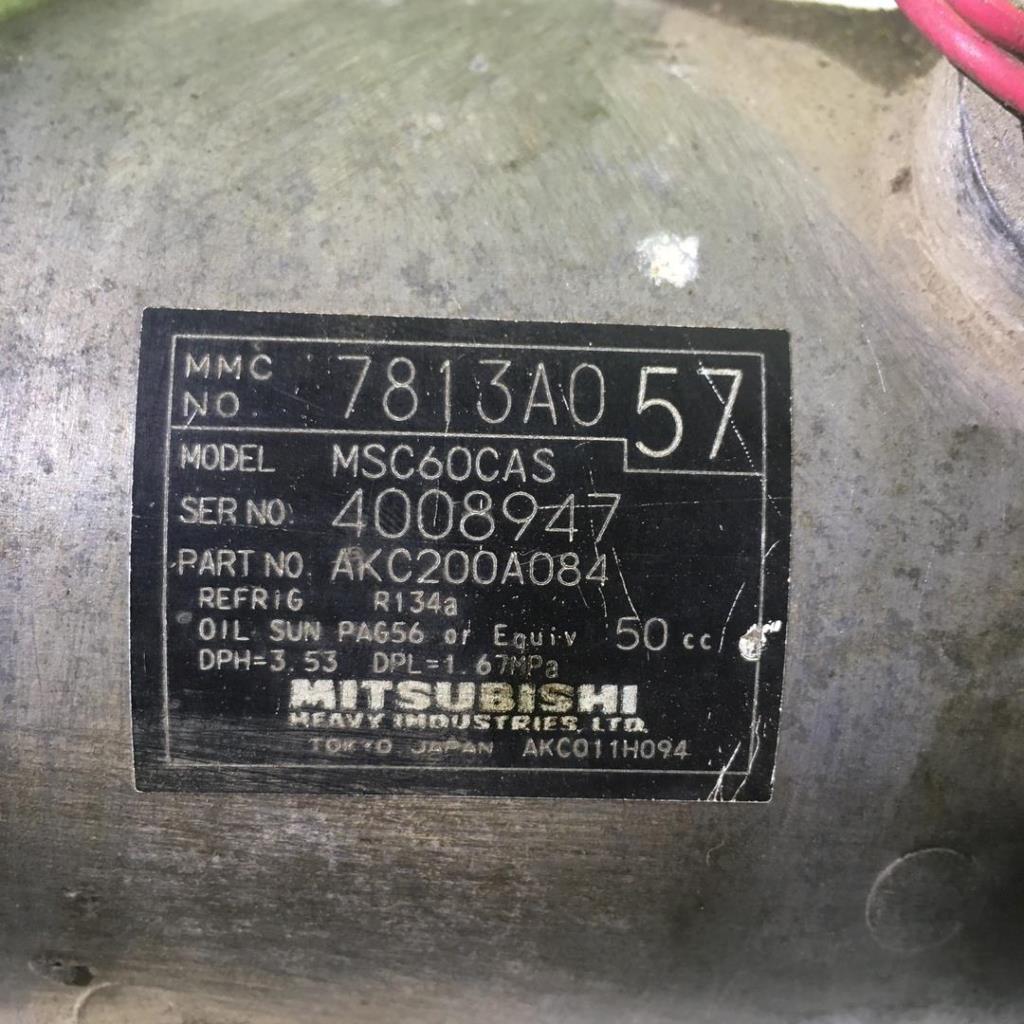 MMC NO. 7813A057
MODEL MSC60CAS
SER NO. 4008947
PART NO AKC200A084
REFRIG R134a
OIL SUN PAG56 or Equiv 50 cc
DPH=3.53 DPL=1.67MPa
MITSUBISHI
HEAVY INDUSTRIES, LTD.
TOKYO JAPAN AKC011H094